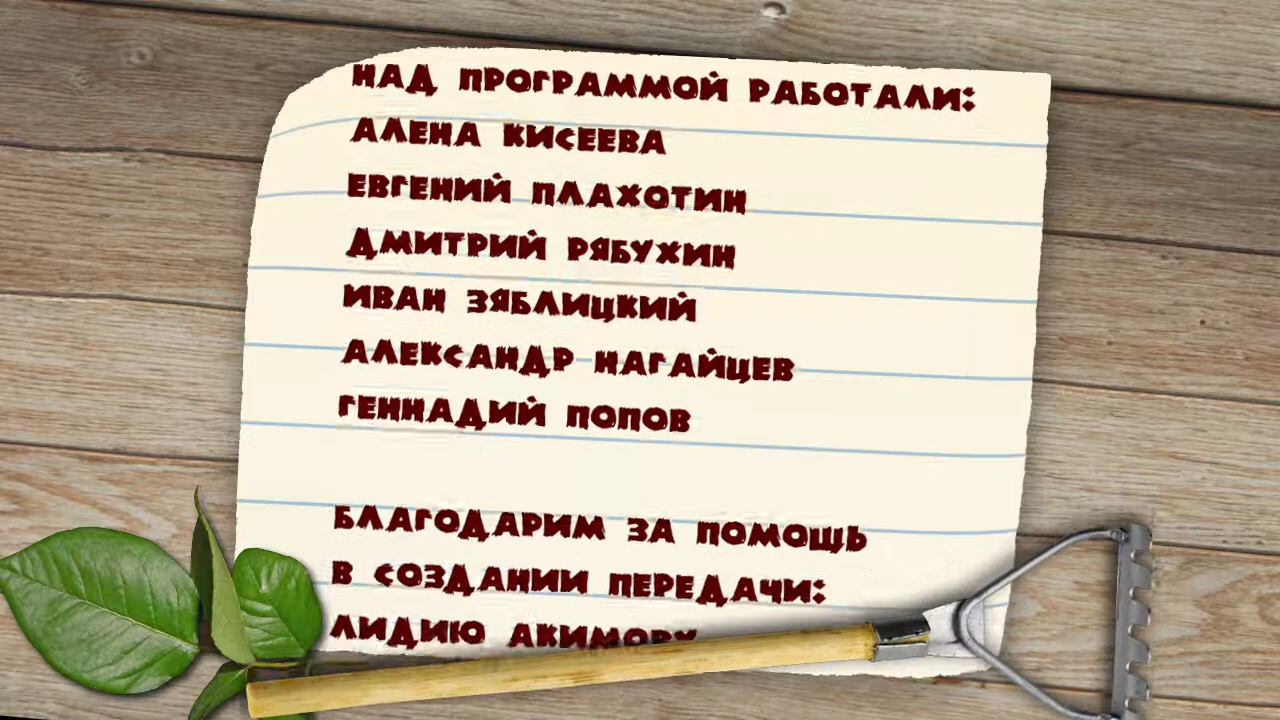 НАД ПРОГРАММОЙ РАБОТАЛИ:
АЛЕНА КИСЕЕВА
ЕВГЕНИЙ ПЛАХОТИН
ДМИТРИЙ РЯБУХИН
ИВАН ЗЯБЛИЦКИЙ
АЛЕКСАНДР НАГАЙЦЕВ
ГЕННАДИЙ ПОПОВ
БЛАГОДАРИМ ЗА ПОМОЩЬ
В СОЗДАНИИ ПЕРЕДАЧИ:
ЛИДИЮ АКИМОВУ